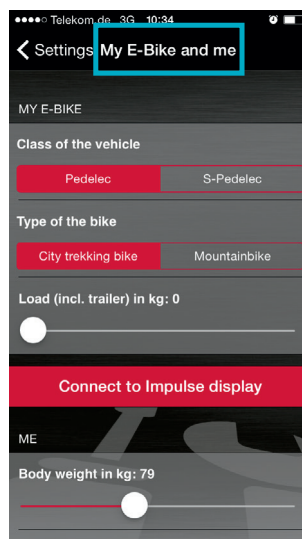 Telekom.de 3G 10:34
Settings My E-Bike and me
MY E-BIKE
Class of the vehicle
Pedelec S-Pedelec
Type of the bike
City trekking bike Mountainbike
Load (incl. trailer) in kg: 0
Connect to Impulse display
ME
Body weight in kg: 79